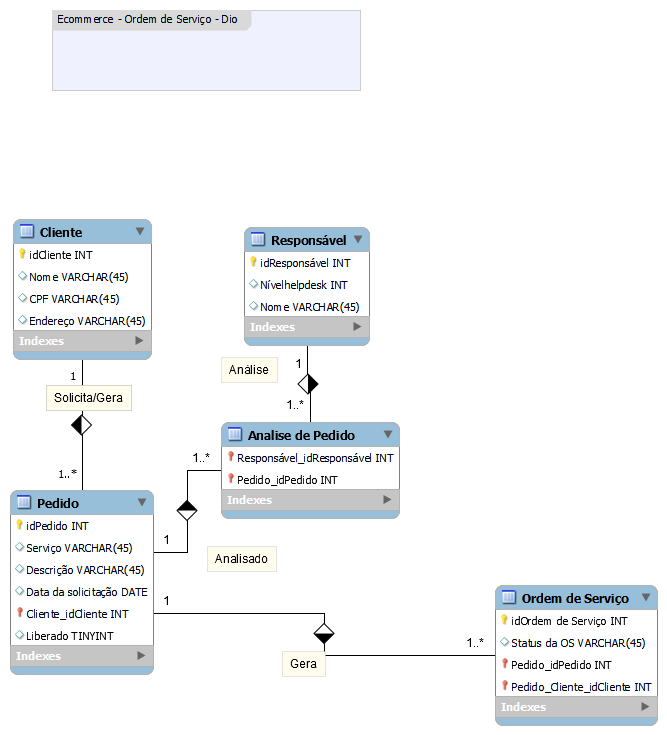 Ecommerce - Ordem de Serviço - Dio
Cliente
idCliente INT
Nome VARCHAR(45)
CPF VARCHAR(45)
Endereço VARCHAR(45)
Indexes
Responsável
idResponsável INT
Nívelhelpdesk INT
Nome VARCHAR(45)
Indexes
1
Solicita/Gera
1..*
Análise
1
1..*
Analise de Pedido
Responsável_idResponsável INT
Pedido_idPedido INT
Indexes
1..*
1
Analisado
Pedido
idPedido INT
Serviço VARCHAR(45)
Descrição VARCHAR(45)
Data da solicitação DATE
Cliente_idCliente INT
Liberado TINYINT
Indexes
1
Gera
1..*
Ordem de Serviço
idOrdem de Serviço INT
Status da OS VARCHAR(45)
Pedido_idPedido INT
Pedido_Cliente_idCliente INT
Indexes